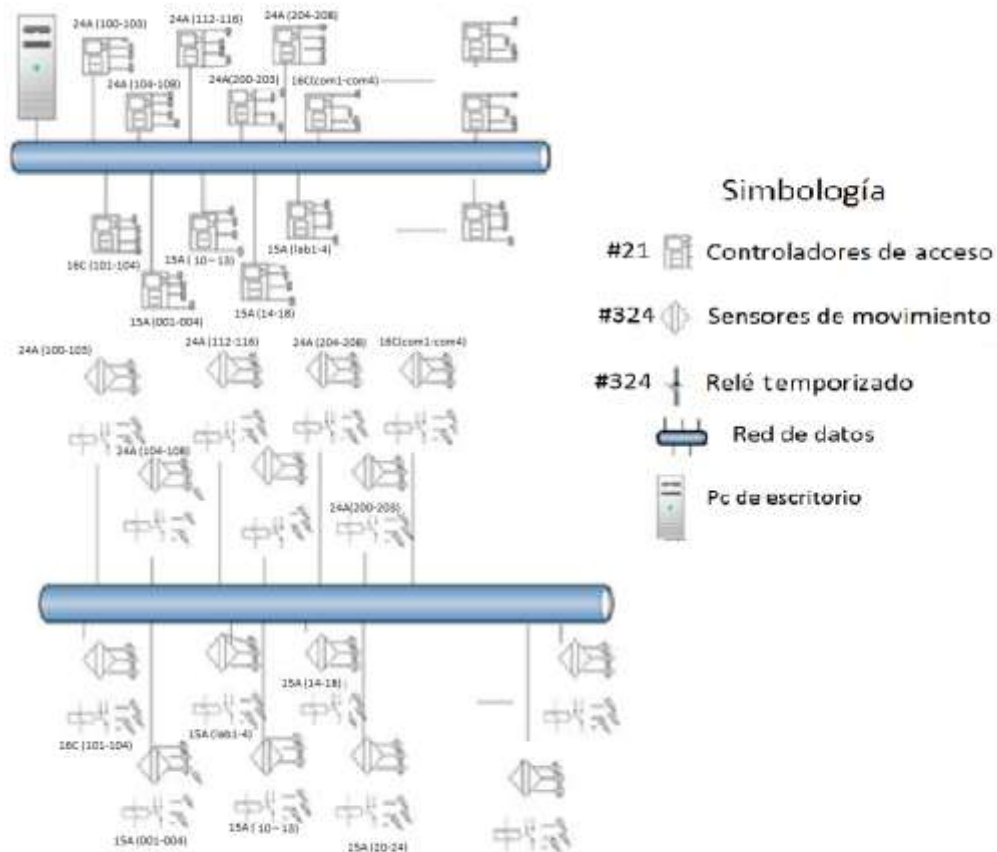 24A (100-103)
24A (112-116)
24A (204-208)
24A (104-108)
24A(200-203)
16C(com1-com4)
16C (101-104)
15A (10-13)
15A (lab1-4)
15A (001-004)
15A (14-18)
Simbología
#21 Controladores de acceso
#324 Sensores de movimiento
#324 Relé temporizado
Red de datos
Pc de escritorio
24A (100-103)
24A (112-116)
24A (204-208)
16C(com1-com4)
24A (104-108)
24A(200-203)
15A (14-18)
16C (101-104)
15A (lab1-4)
15A (001-004)
15A (10-13)
15A (20-24)